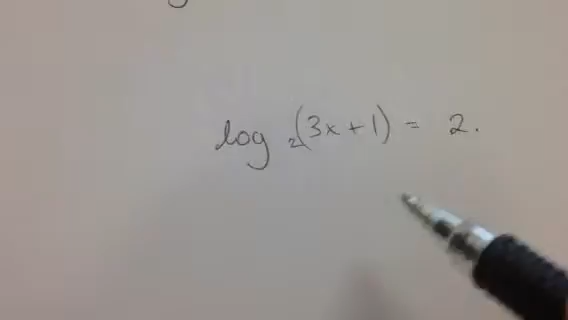 log₂(3x+1) = 2.